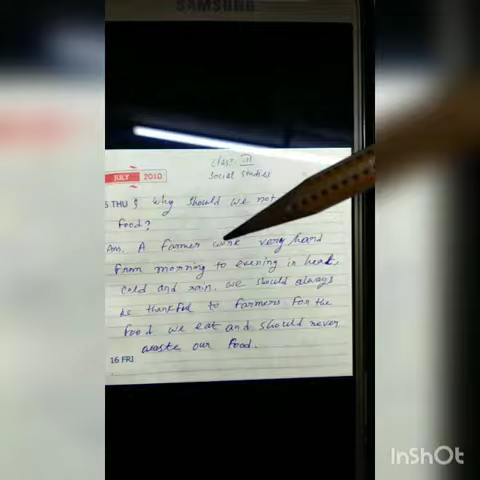 SAMSUNG
Class III
JULY 2010 Social Studies
THU Why should we not
food?
Ans. A farmer work very hard
from morning to evening in heat,
cold and rain. we should always
be thankful to farmers for the
food we eat and should never
waste our food.
16 FRI
InShOt